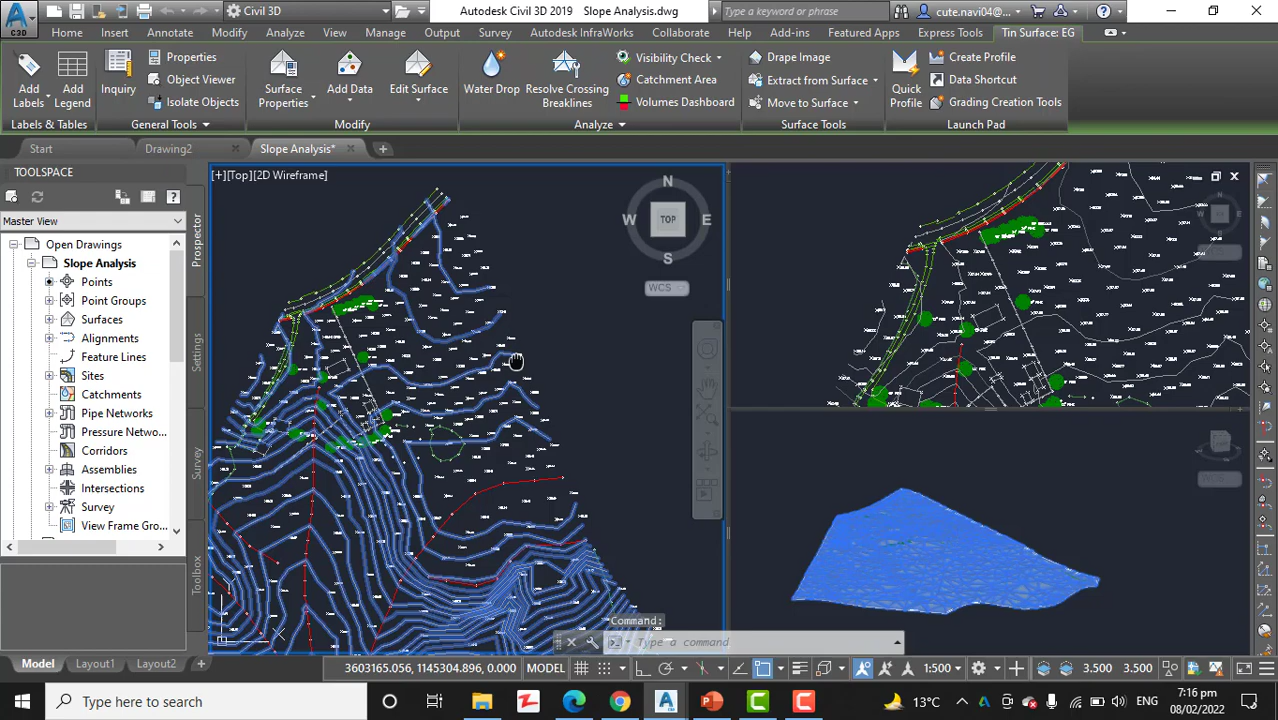 C3D
Civil 3D
Autodesk Civil 3D 2019 Slope Analysis.dwg
Type a keyword or phrase
cute.navi04@...
Home Insert Annotate Modify Analyze View Manage Output Survey Autodesk InfraWorks Collaborate Help Add-ins Featured Apps Express Tools Tin Surface: EG
Add Labels
Add Legend
Labels & Tables
Inquiry
Properties
Object Viewer
Isolate Objects
General Tools
Surface Properties
Add Data
Edit Surface
Modify
Water Drop
Resolve Crossing Breaklines
Visibility Check
Catchment Area
Volumes Dashboard
Analyze
Drape Image
Extract from Surface
Move to Surface
Surface Tools
Quick Profile
Create Profile
Data Shortcut
Grading Creation Tools
Launch Pad
Start Drawing2 Slope Analysis*
TOOLSPACE
Master View
Open Drawings
Slope Analysis
Points
Point Groups
Surfaces
Alignments
Feature Lines
Sites
Catchments
Pipe Networks
Pressure Netwo...
Corridors
Assemblies
Intersections
Survey
View Frame Gro...
Prospector
Settings
Survey
Toolbox
[+][Top][2D Wireframe]
N
W TOP E
S
WCS
Command:
Type a command
Model Layout1 Layout2
3603165.056, 1145304.896, 0.000 MODEL 1:500 3.500 3.500
Type here to search
13°C ENG
7:16 pm
08/02/2022